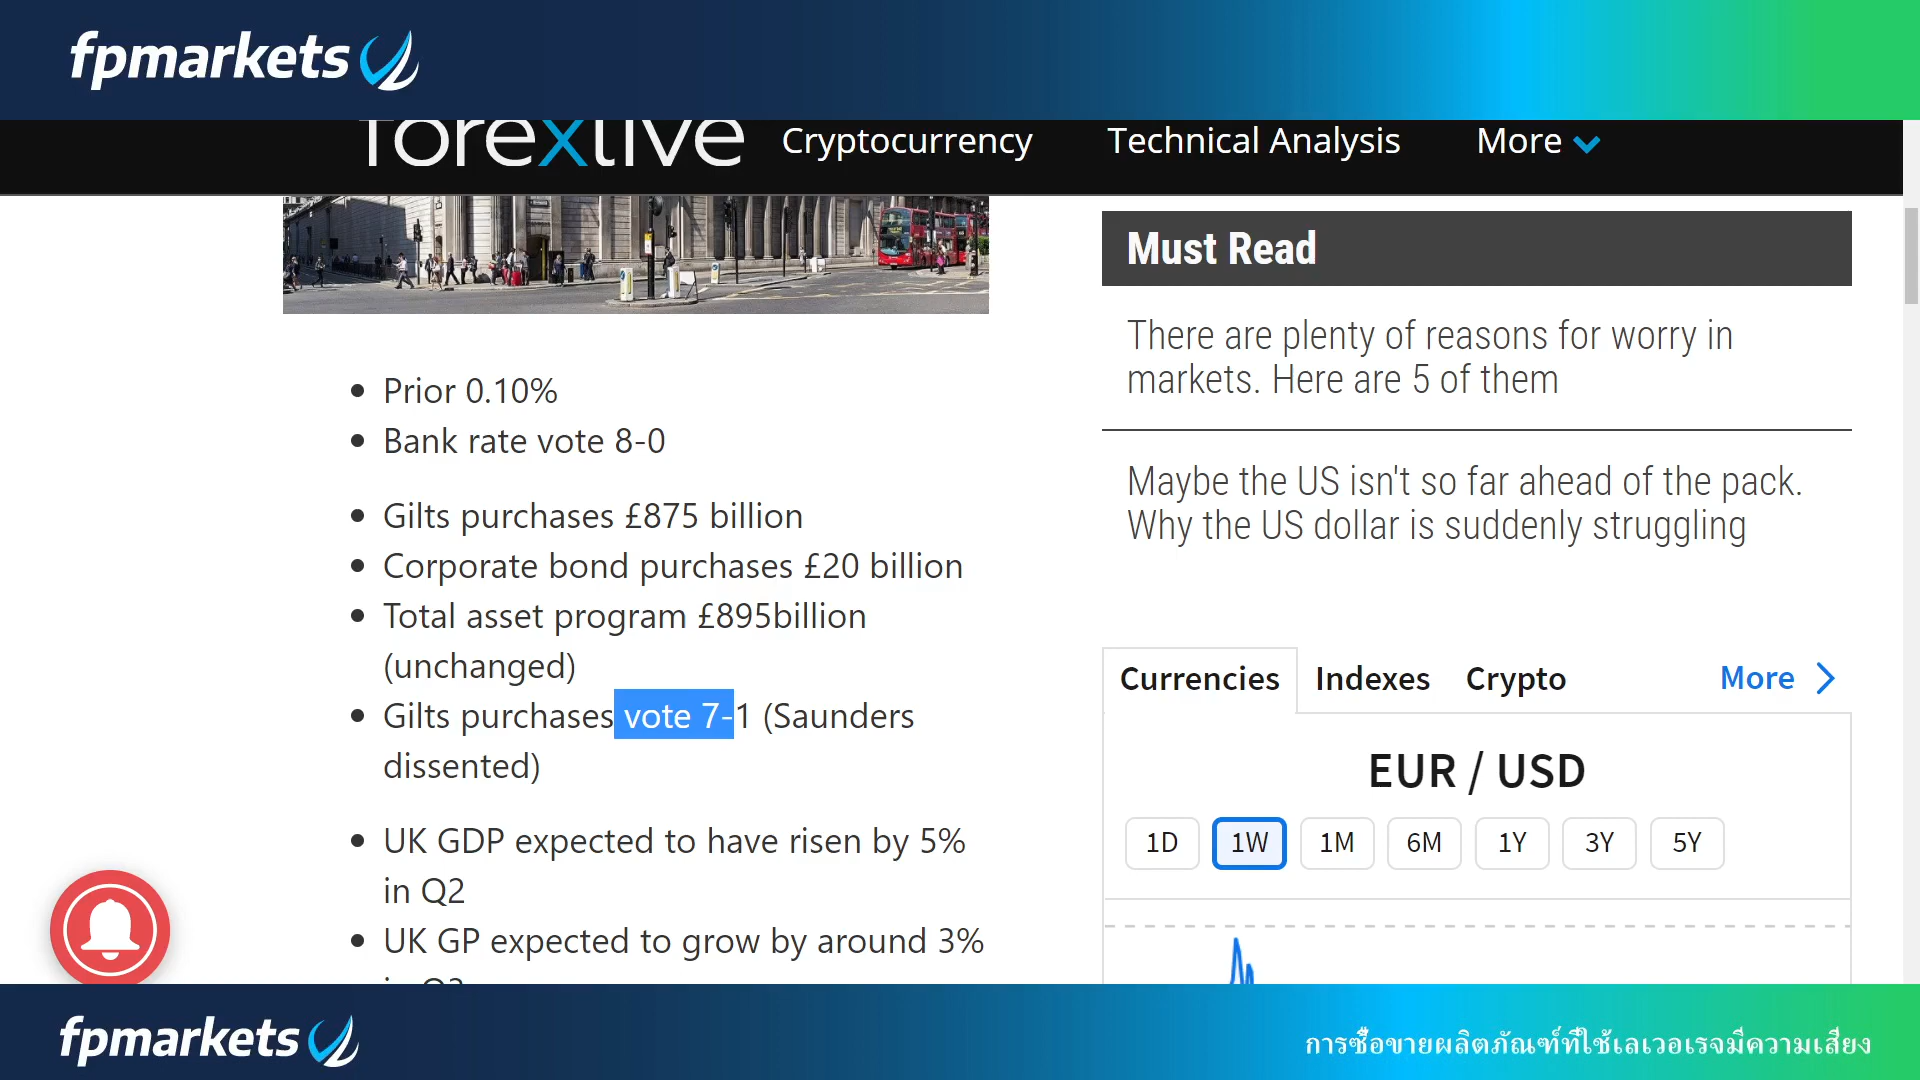 fpmarkets
forexlive
Cryptocurrency
Technical Analysis
More
Prior 0.10%
Bank rate vote 8-0
Gilts purchases £875 billion
Corporate bond purchases £20 billion
Total asset program £895billion
(unchanged)
Gilts purchases vote 7-1 (Saunders
dissented)
UK GDP expected to have risen by 5%
in Q2
UK GP expected to grow by around 3%
Must Read
There are plenty of reasons for worry in
markets. Here are 5 of them
Maybe the US isn't so far ahead of the pack.
Why the US dollar is suddenly struggling
Currencies
Indexes
Crypto
More
EUR / USD
1D
1W
1M
6M
1Y
3Y
5Y
fpmarkets
การซื้อขายผลิตภัณฑ์ที่ใช้เลเวอเรจมีความเสี่ยง